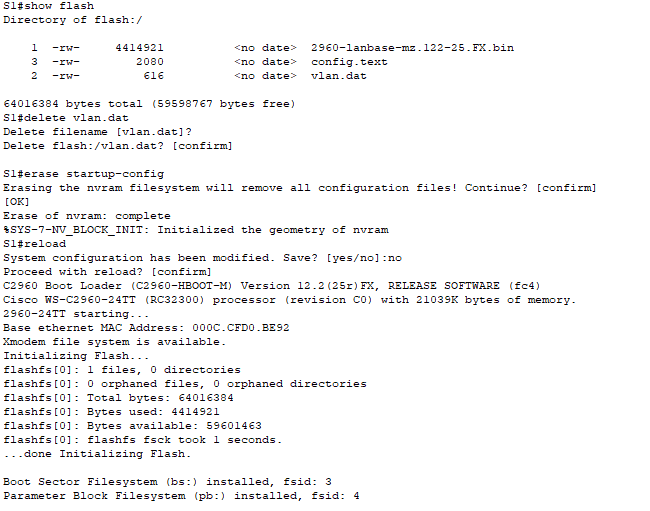 S1#show flash
Directory of flash:/
1 -rw- 4414921 <no date> 2960-lanbase-mz.122-25.FX.bin
3 -rw- 2080 <no date> config.text
2 -rw- 616 <no date> vlan.dat
64016384 bytes total (59598767 bytes free)
S1#delete vlan.dat
Delete filename [vlan.dat]?
Delete flash:/vlan.dat? [confirm]
S1#erase startup-config
Erasing the nvram filesystem will remove all configuration files! Continue? [confirm]
[OK]
Erase of nvram: complete
%SYS-7-NV_BLOCK_INIT: Initialized the geometry of nvram
S1#reload
System configuration has been modified. Save? [yes/no]:no
Proceed with reload? [confirm]
C2960 Boot Loader (C2960-HBOOT-M) Version 12.2(25r)FX, RELEASE SOFTWARE (fc4)
Cisco WS-C2960-24TT (RC32300) processor (revision C0) with 21039K bytes of memory.
2960-24TT starting...
Base ethernet MAC Address: 000C.CFD0.BE92
Xmodem file system is available.
Initializing Flash...
flashfs[0]: 1 files, 0 directories
flashfs[0]: 0 orphaned files, 0 orphaned directories
flashfs[0]: Total bytes: 64016384
flashfs[0]: Bytes used: 4414921
flashfs[0]: Bytes available: 59601463
flashfs[0]: flashfs fsck took 1 seconds.
...done Initializing Flash.
Boot Sector Filesystem (bs:) installed, fsid: 3
Parameter Block Filesystem (pb:) installed, fsid: 4